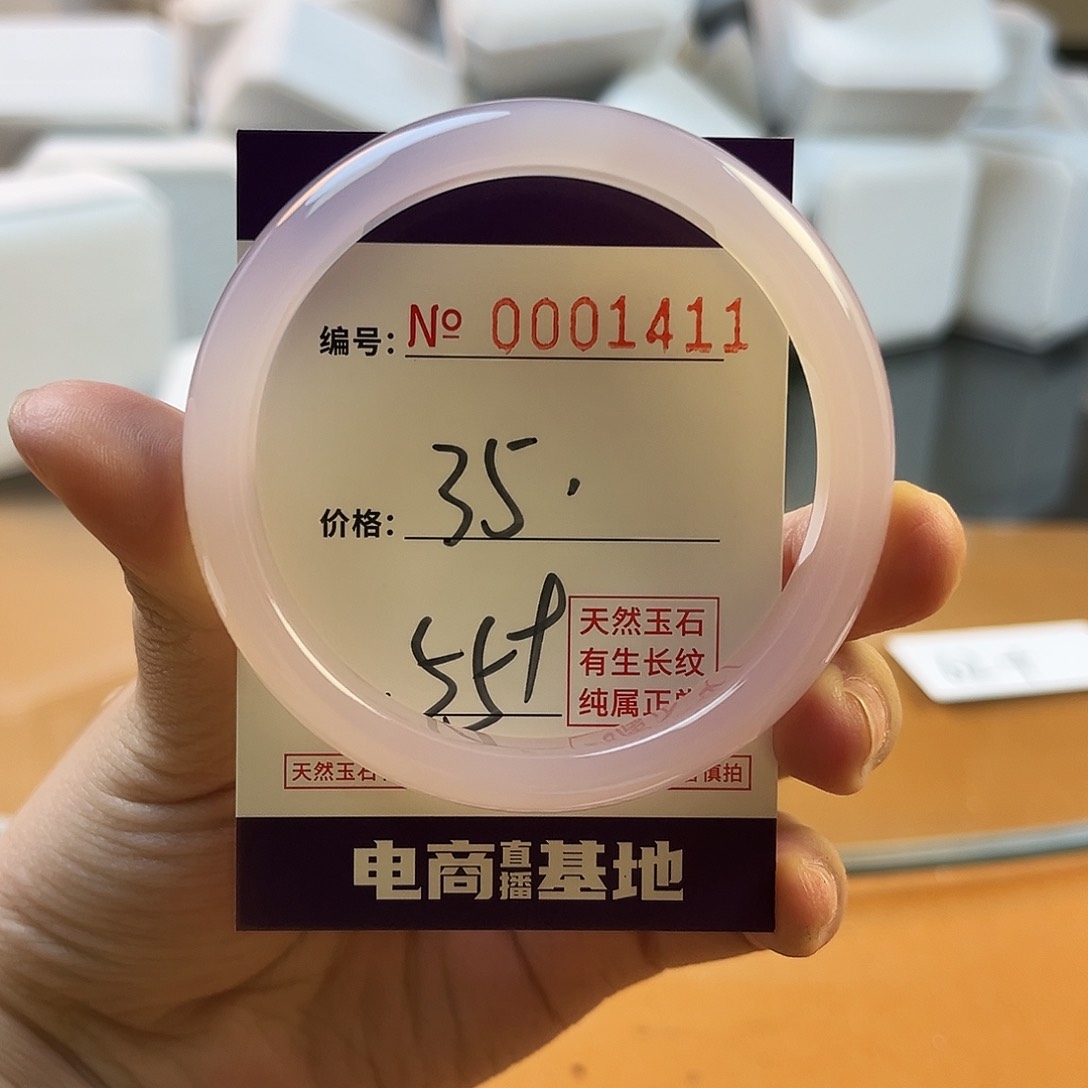 编号: № 0001411
价格: 35.
55
天然玉石
有生长纹
纯属正
天然玉石
慎拍
电商直播基地